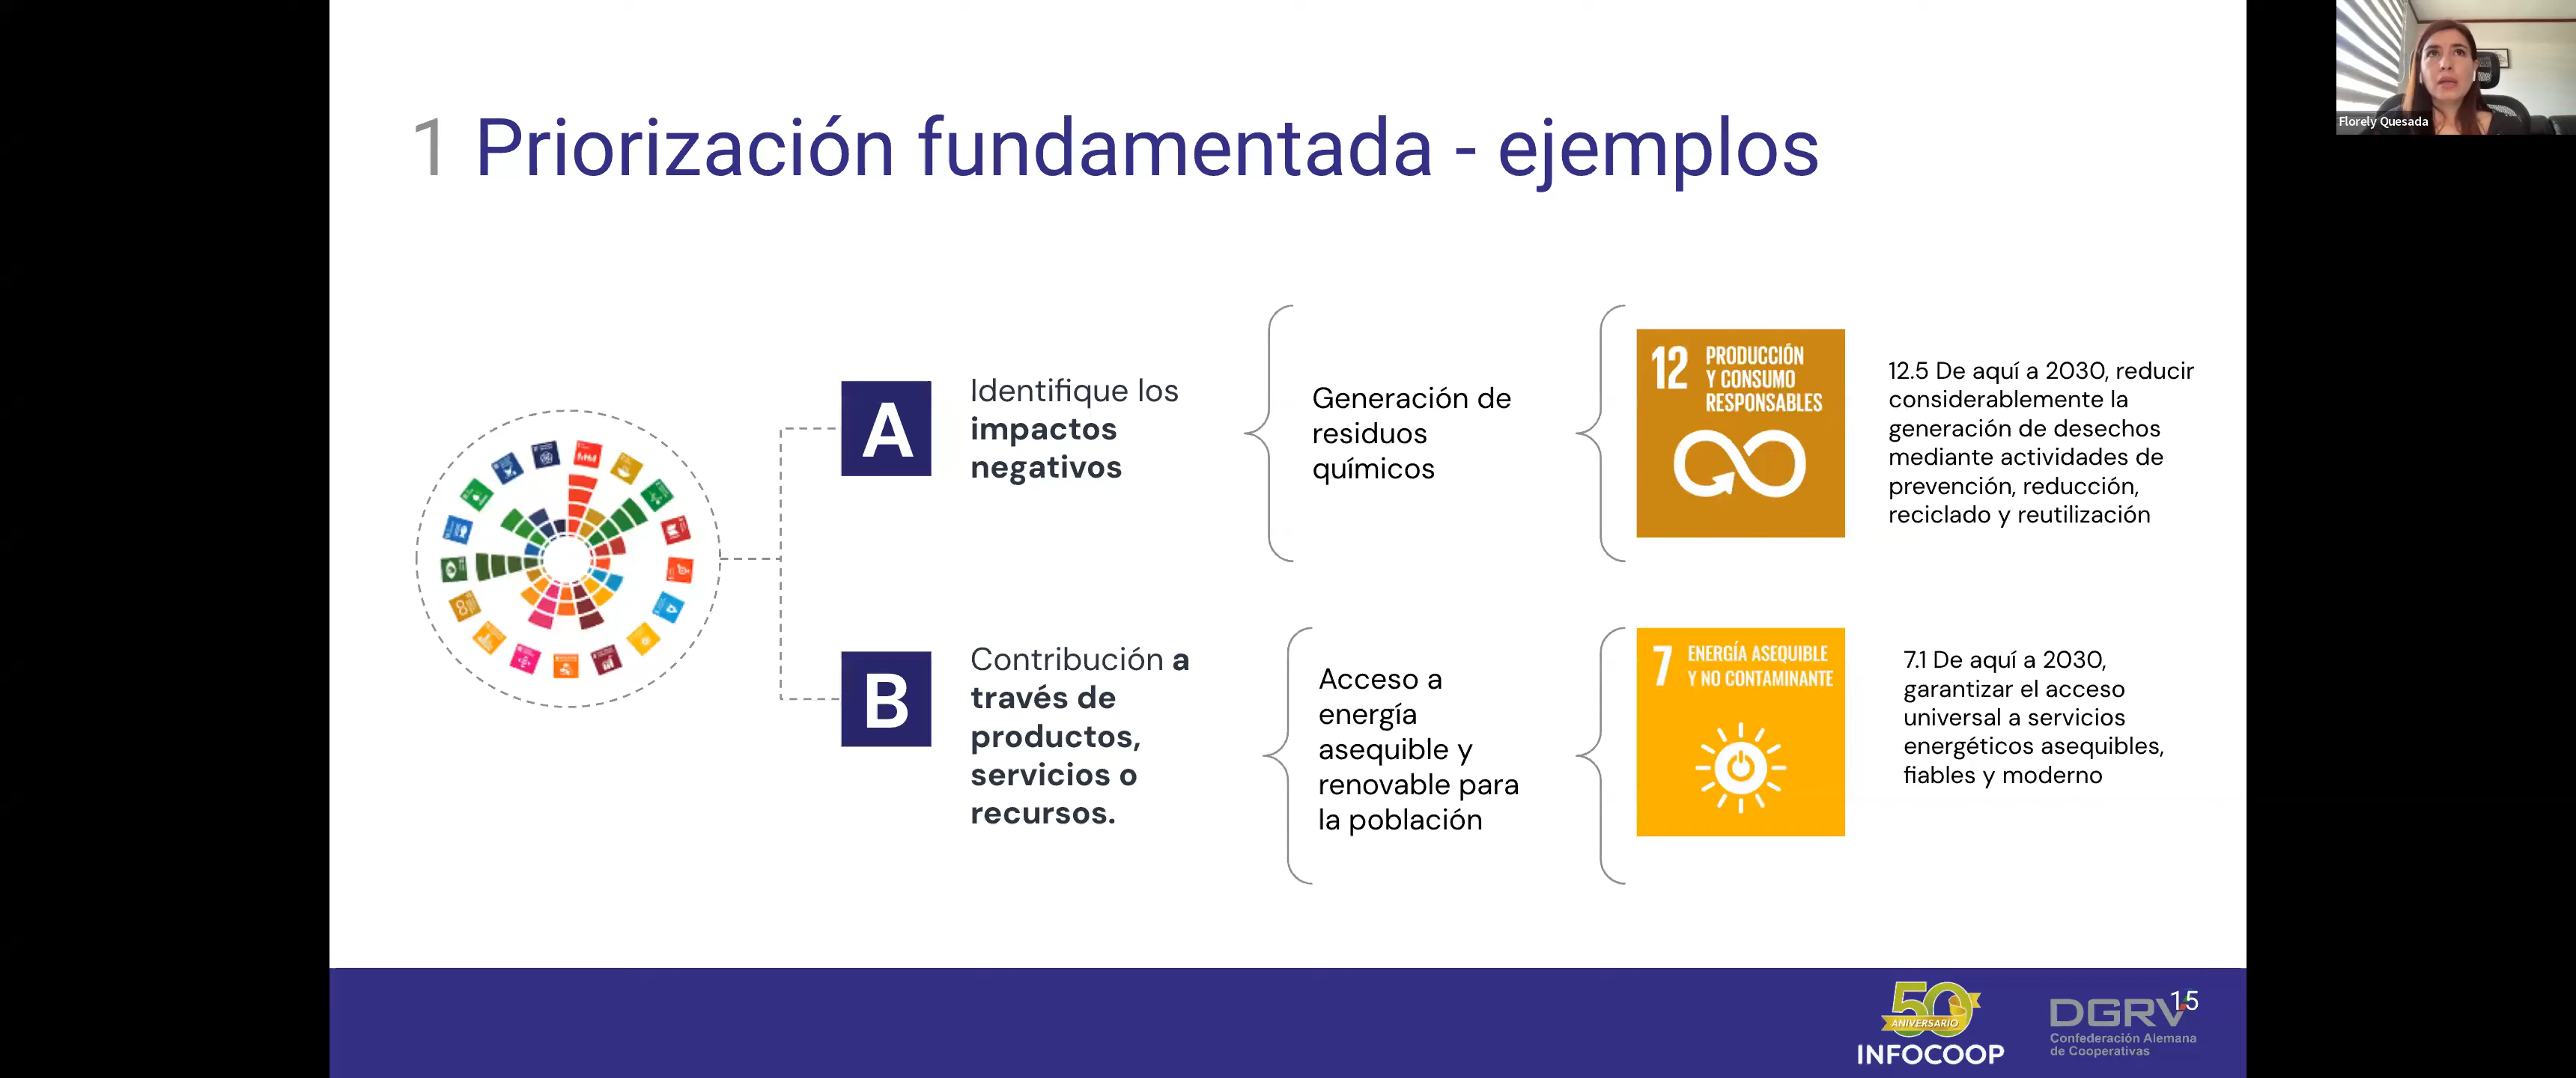 1 Priorización fundamentada - ejemplos
Florely Quesada
A
Identifique los
impactos
negativos
Generación de
residuos
químicos
12 PRODUCCIÓN
Y CONSUMO
RESPONSABLES
12.5 De aquí a 2030, reducir
considerablemente la
generación de desechos
mediante actividades de
prevención, reducción,
reciclado y reutilización
B
Contribución a
través de
productos,
servicios o
recursos.
Acceso a
energía
asequible y
renovable para
la población
7 ENERGÍA ASEQUIBLE
Y NO CONTAMINANTE
7.1 De aquí a 2030,
garantizar el acceso
universal a servicios
energéticos asequibles,
fiables y moderno
50
ANIVERSARIO
INFOCOOP
DGRV
Confederación Alemana
de Cooperativas
15